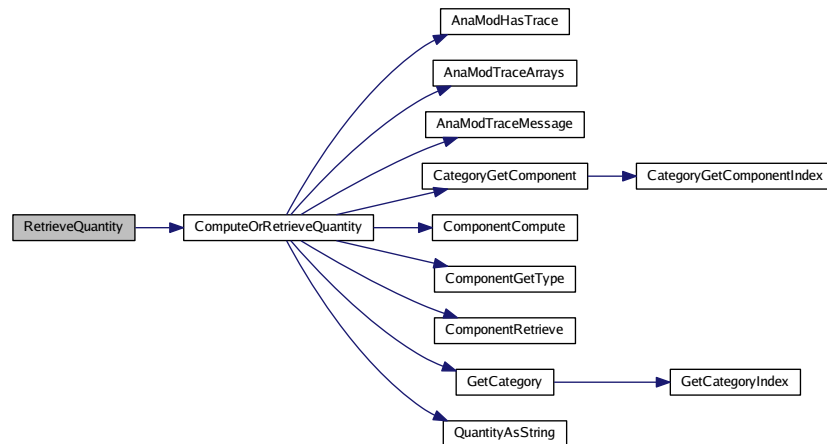 AnaModHasTrace
AnaModTraceArrays
AnaModTraceMessage
CategoryGetComponent
CategoryGetComponentIndex
RetrieveQuantity
ComputeOrRetrieveQuantity
ComponentCompute
ComponentGetType
ComponentRetrieve
GetCategory
GetCategoryIndex
QuantityAsString